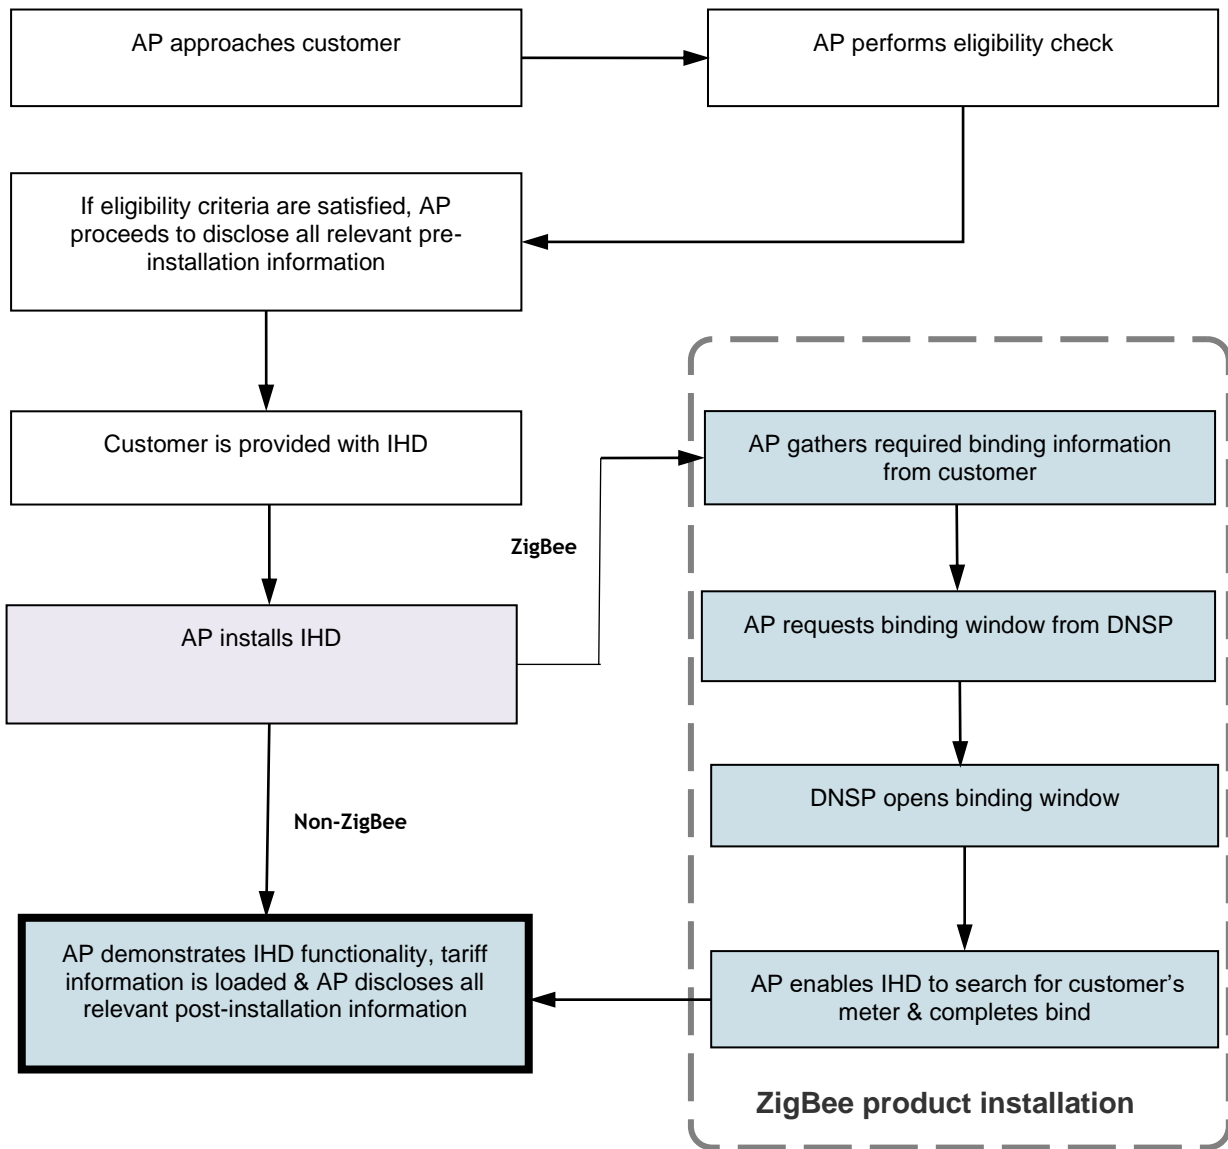 AP approaches customer
AP performs eligibility check
If eligibility criteria are satisfied, AP
proceeds to disclose all relevant pre-
installation information
Customer is provided with IHD
AP gathers required binding information
from customer
ZigBee
AP installs IHD
AP requests binding window from DNSP
DNSP opens binding window
Non-ZigBee
AP demonstrates IHD functionality, tariff
information is loaded & AP discloses all
relevant post-installation information
AP enables IHD to search for customer’s
meter & completes bind
ZigBee product installation